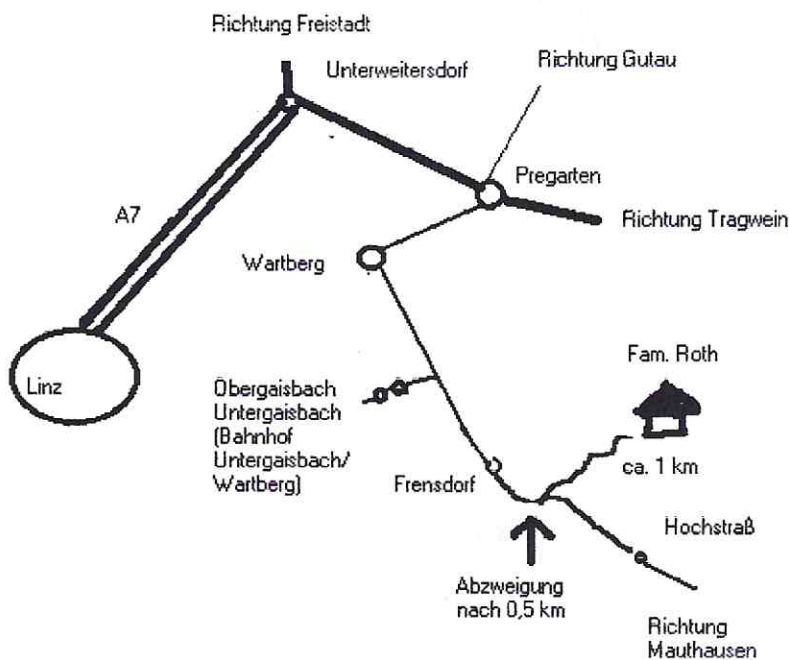 Richtung Freistadt
Unterweitersdorf
Richtung Gutau
Pregarten
A7
Richtung Tragwein
Wartberg
Linz
Obergaisbach
Untergaisbach
(Bahnhof
Untergaisbach/
Wartberg)
Fam. Roth
ca. 1 km
Frensdorf
Hochstraß
Abzweigung
nach 0,5 km
Richtung
Mauthausen